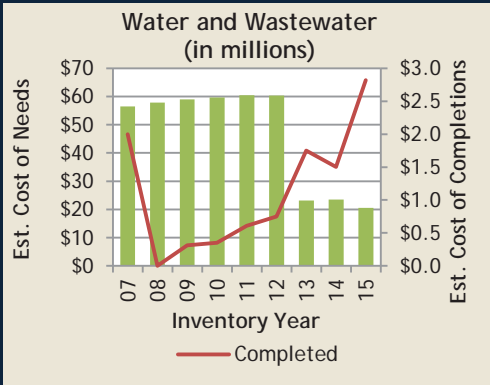 Water and Wastewater
(in millions)
Est. Cost of Needs
$70
$60
$50
$40
$30
$20
$10
$0
$3.0
$2.5
$2.0
$1.5
$1.0
$0.5
$0.0
Est. Cost of Completions
07 08 09 10 11 12 13 14 15
Inventory Year
Completed